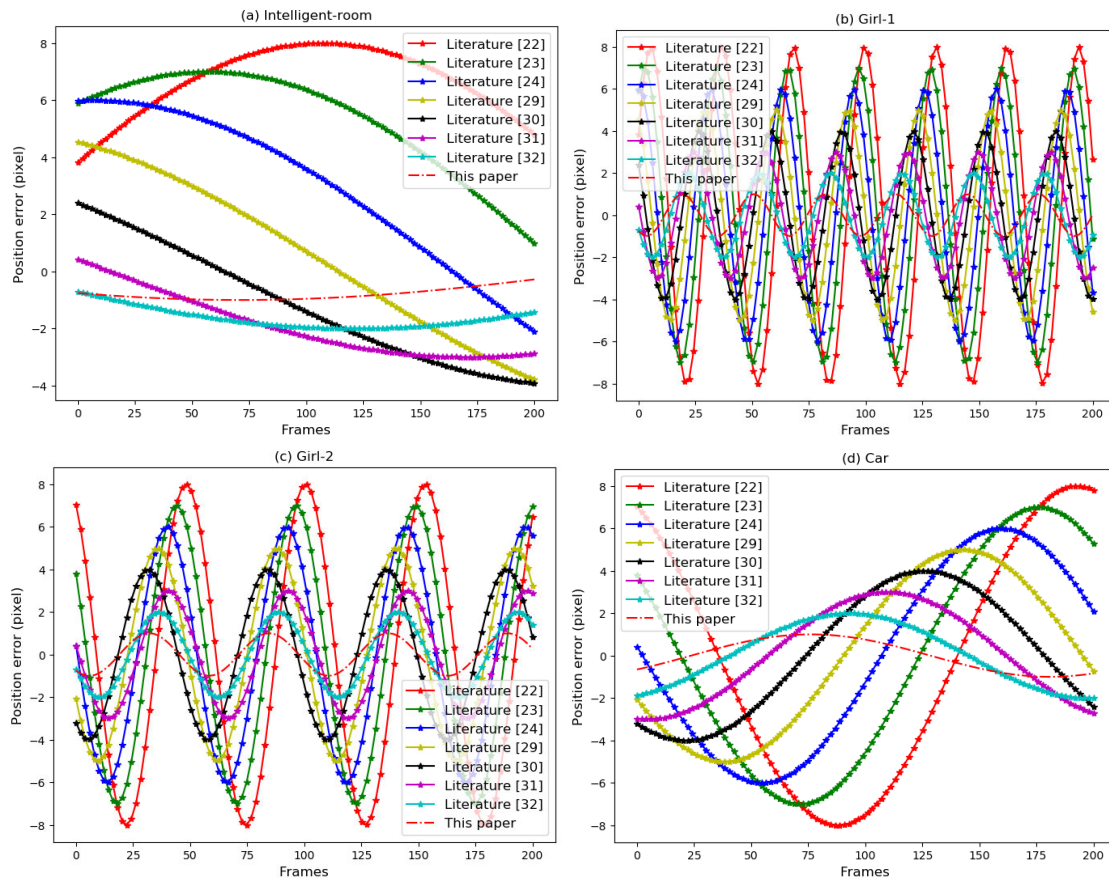 (a) Intelligent-room
Position error (pixel)
8
6
4
2
0
−2
−4
Literature [22]
Literature [23]
Literature [24]
Literature [29]
Literature [30]
Literature [31]
Literature [32]
This paper
0 25 50 75 100 125 150 175 200
Frames
(b) Girl-1
Position error (pixel)
8
6
4
2
0
−2
−4
−6
−8
Literature [22]
Literature [23]
Literature [24]
Literature [29]
Literature [30]
Literature [31]
Literature [32]
This paper
0 25 50 75 100 125 150 175 200
Frames
(c) Girl-2
Position error (pixel)
8
6
4
2
0
−2
−4
−6
−8
Literature [22]
Literature [23]
Literature [24]
Literature [29]
Literature [30]
Literature [31]
Literature [32]
This paper
0 25 50 75 100 125 150 175 200
Frames
(d) Car
Position error (pixel)
8
6
4
2
0
−2
−4
−6
−8
Literature [22]
Literature [23]
Literature [24]
Literature [29]
Literature [30]
Literature [31]
Literature [32]
This paper
0 25 50 75 100 125 150 175 200
Frames